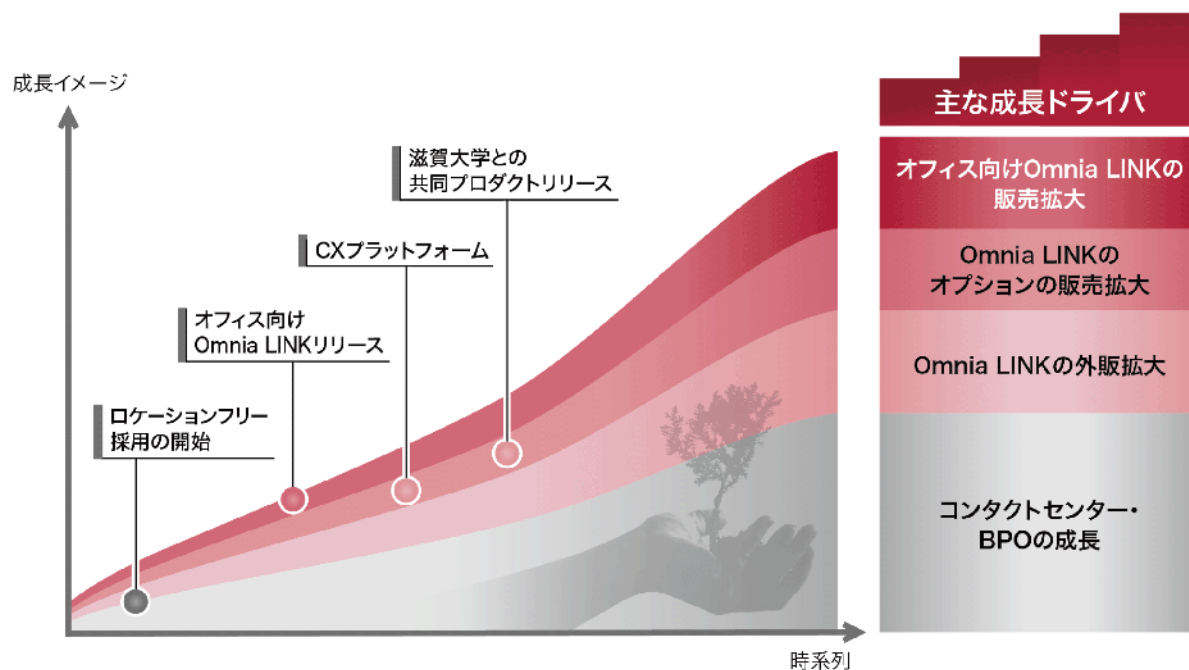 成長イメージ
滋賀大学との
共同プロダクトリリース
CXプラットフォーム
オフィス向け
Omnia LINKリリース
ロケーションフリー
採用の開始
時系列
主な成長ドライバ
オフィス向けOmnia LINKの
販売拡大
Omnia LINKの
オプションの販売拡大
Omnia LINKの外販拡大
コンタクトセンター・
BPOの成長